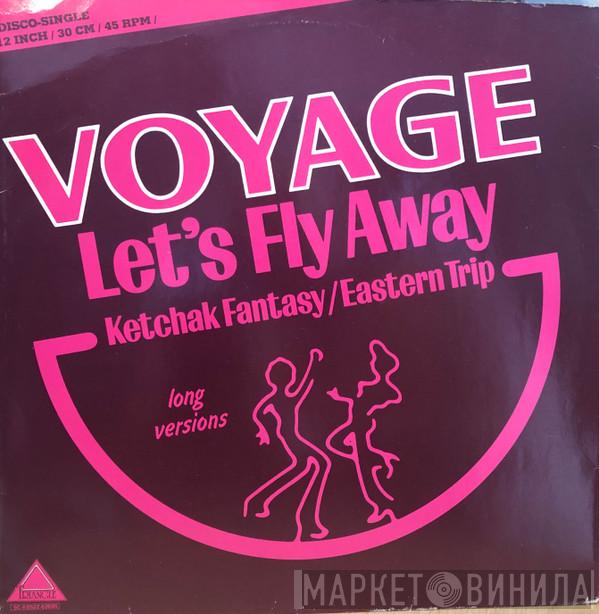 DISCO-SINGLE
12 INCH / 30 CM / 45 RPM /
VOYAGE
Let's Fly Away
Ketchak Fantasy/Eastern Trip
long
versions
TRIANGLE
МАРКЕТ ВИНИЛА